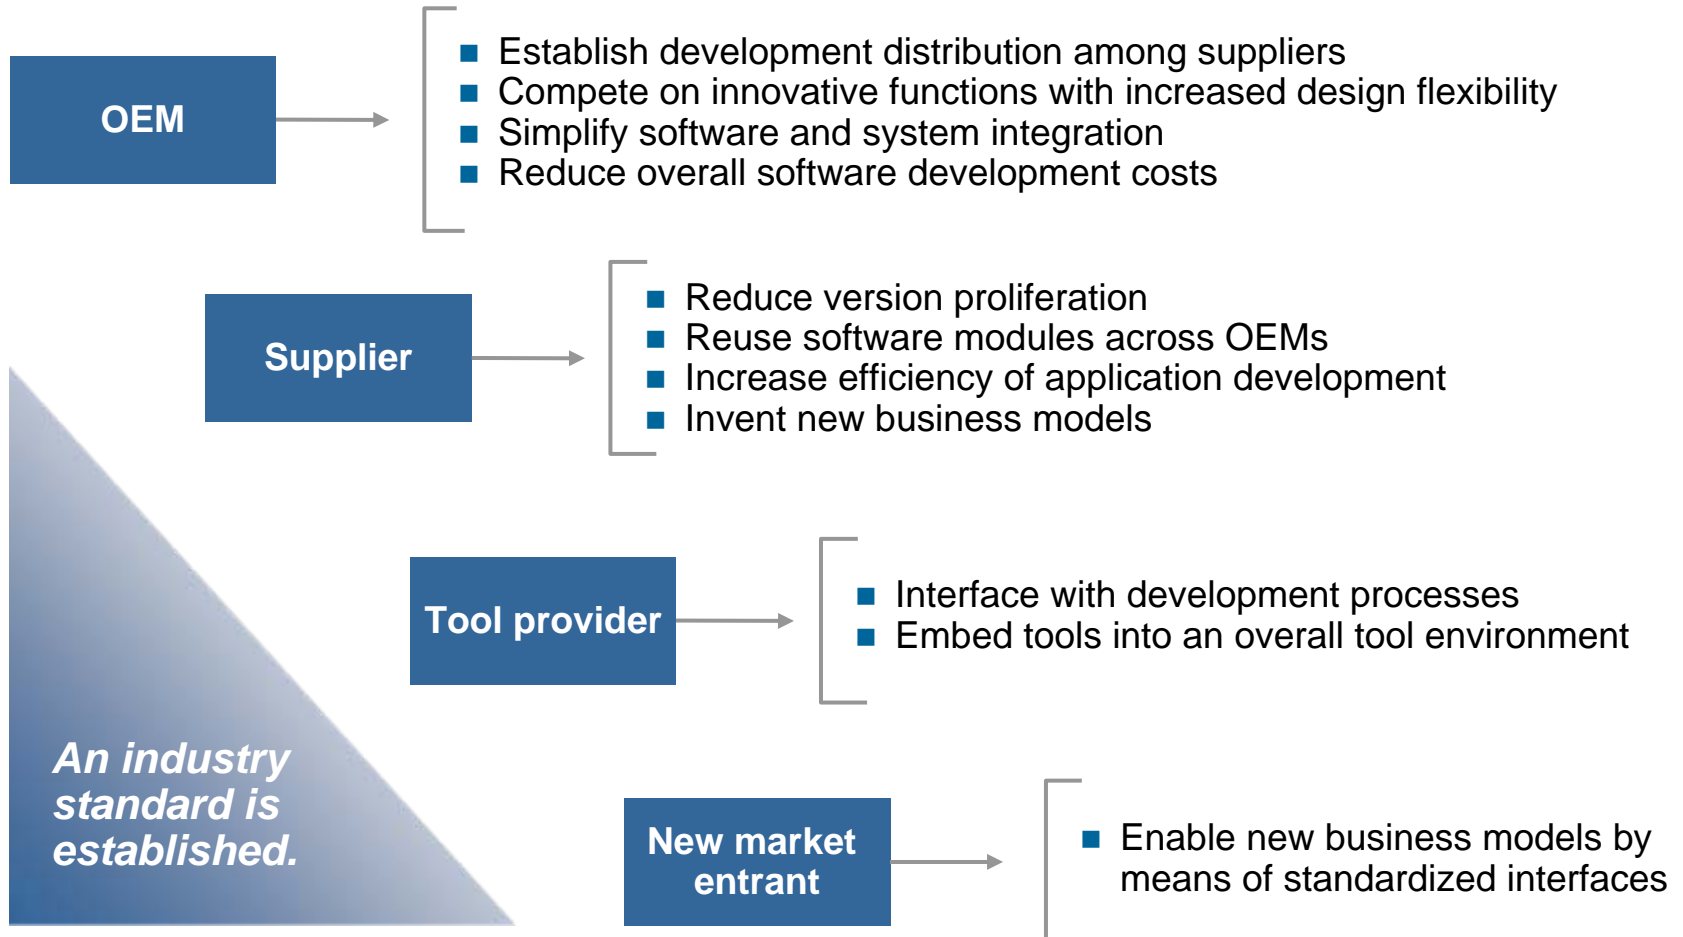 OEM
■ Establish development distribution among suppliers
■ Compete on innovative functions with increased design flexibility
■ Simplify software and system integration
■ Reduce overall software development costs
Supplier
■ Reduce version proliferation
■ Reuse software modules across OEMs
■ Increase efficiency of application development
■ Invent new business models
Tool provider
■ Interface with development processes
■ Embed tools into an overall tool environment
An industry
standard is
established.
New market
entrant
■ Enable new business models by
means of standardized interfaces